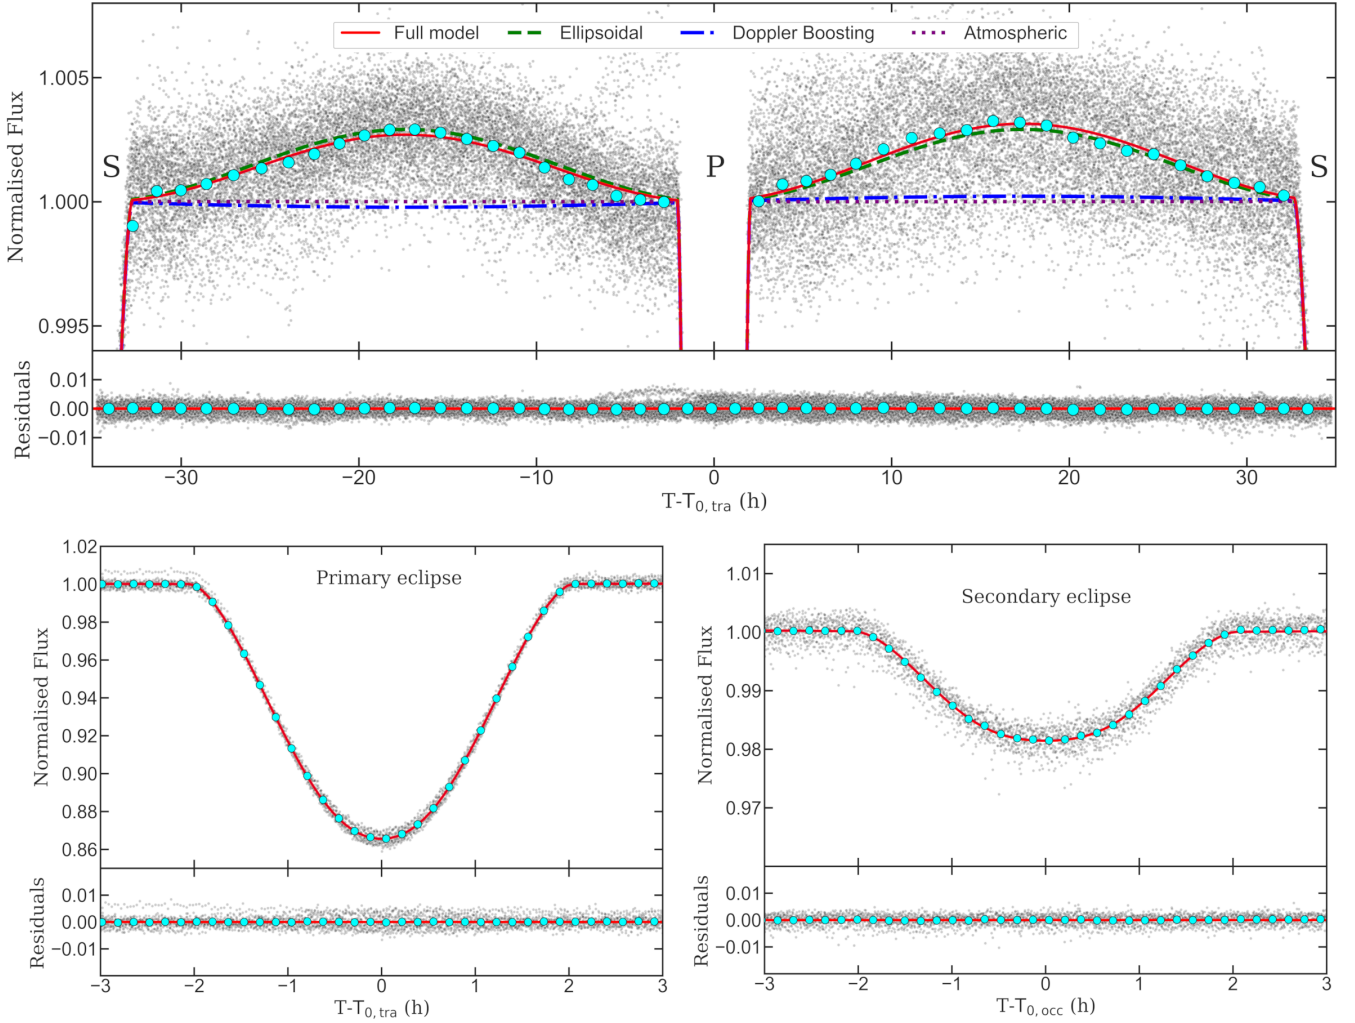 Full model Ellipsoidal Doppler Boosting Atmospheric
1.005
1.000
0.995
Normalised Flux
S P S
0.01
0.00
−0.01
Residuals
−30 −20 −10 0 10 20 30
T-T0, tra (h)
Primary eclipse
1.02
1.00
0.98
0.96
0.94
0.92
0.90
0.88
0.86
Normalised Flux
0.01
0.00
−0.01
Residuals
−3 −2 −1 0 1 2 3
T-T0, tra (h)
Secondary eclipse
1.01
1.00
0.99
0.98
0.97
Normalised Flux
0.01
0.00
−0.01
Residuals
−3 −2 −1 0 1 2 3
T-T0, occ (h)